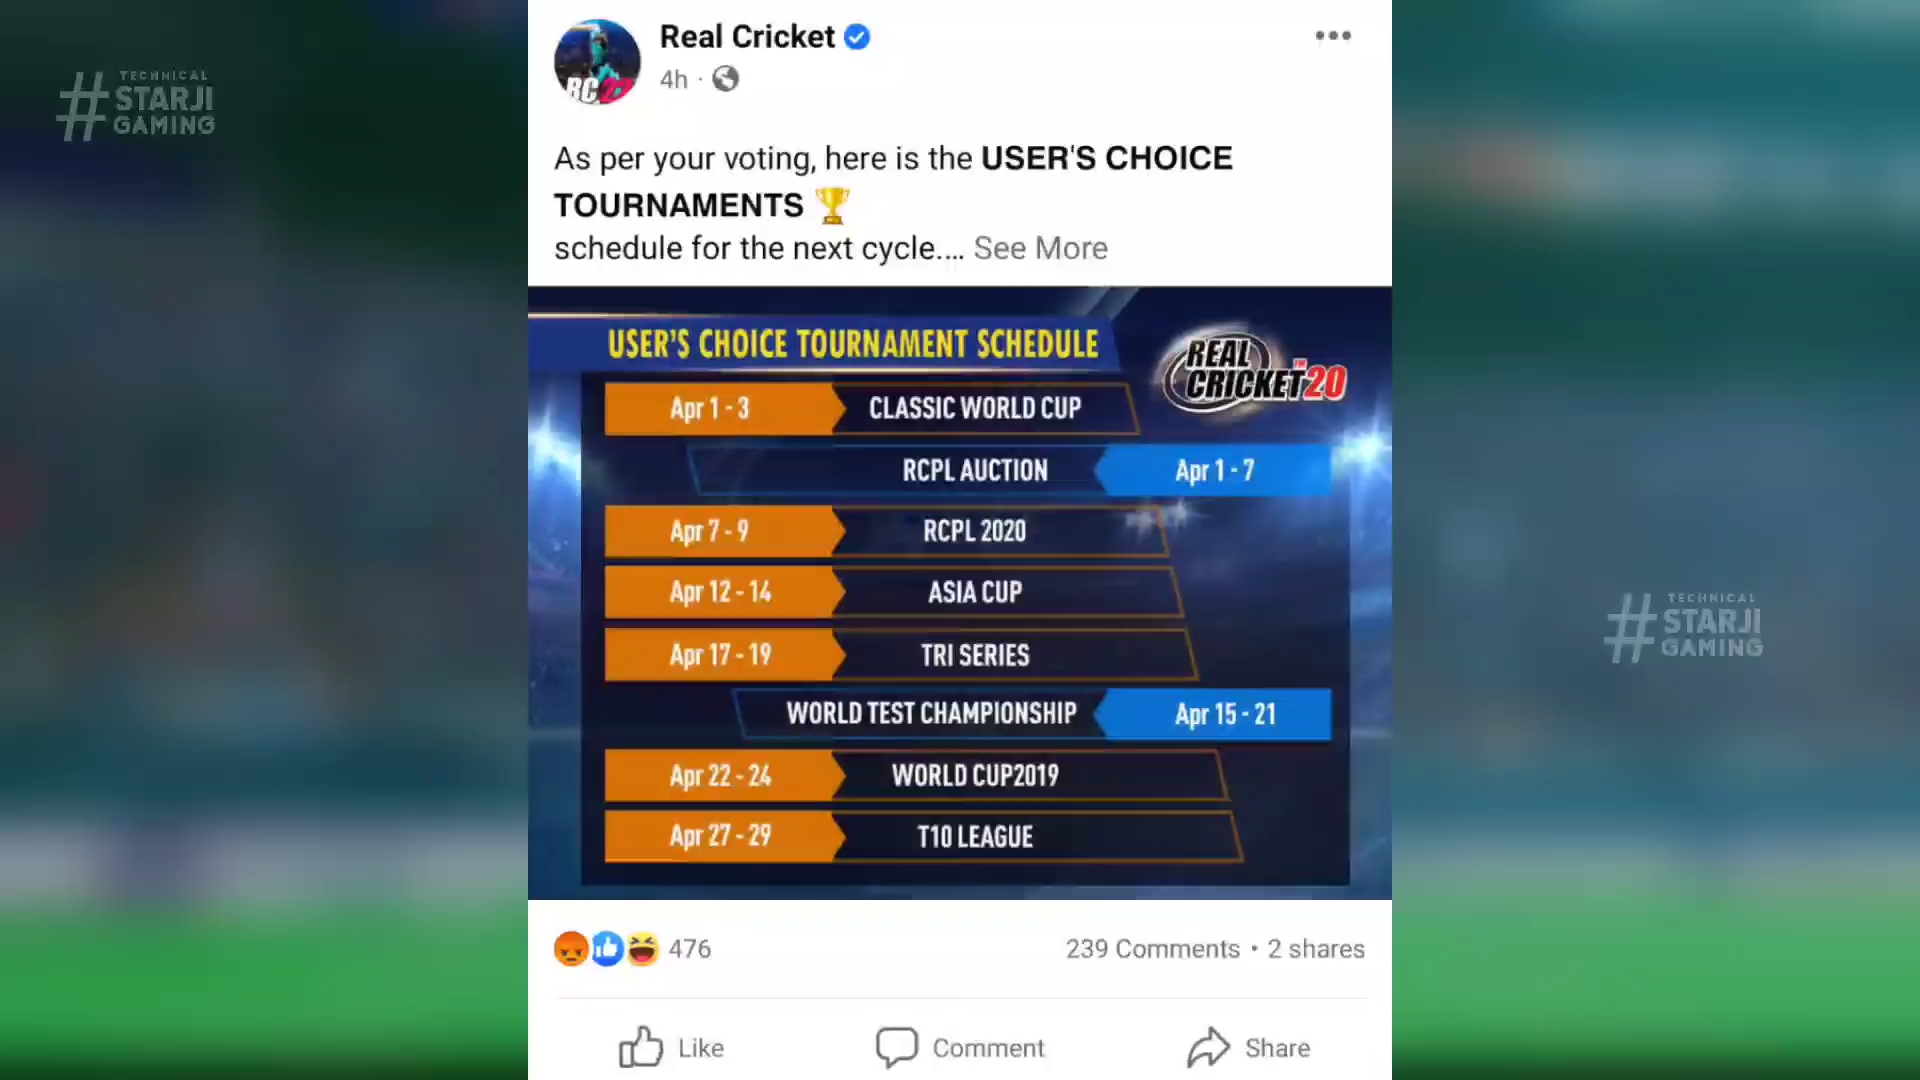 # TECHNICAL
STARJI
GAMING
Real Cricket
4h ·
RC.22
As per your voting, here is the USER'S CHOICE
TOURNAMENTS 🏆
schedule for the next cycle.... See More
USER'S CHOICE TOURNAMENT SCHEDULE
REAL
CRICKET™20
Apr 1 - 3 CLASSIC WORLD CUP
RCPL AUCTION Apr 1 - 7
Apr 7 - 9 RCPL 2020
Apr 12 - 14 ASIA CUP
Apr 17 - 19 TRI SERIES
WORLD TEST CHAMPIONSHIP Apr 15 - 21
Apr 22 - 24 WORLD CUP2019
Apr 27 - 29 T10 LEAGUE
# TECHNICAL
STARJI
GAMING
476
239 Comments • 2 shares
Like Comment Share